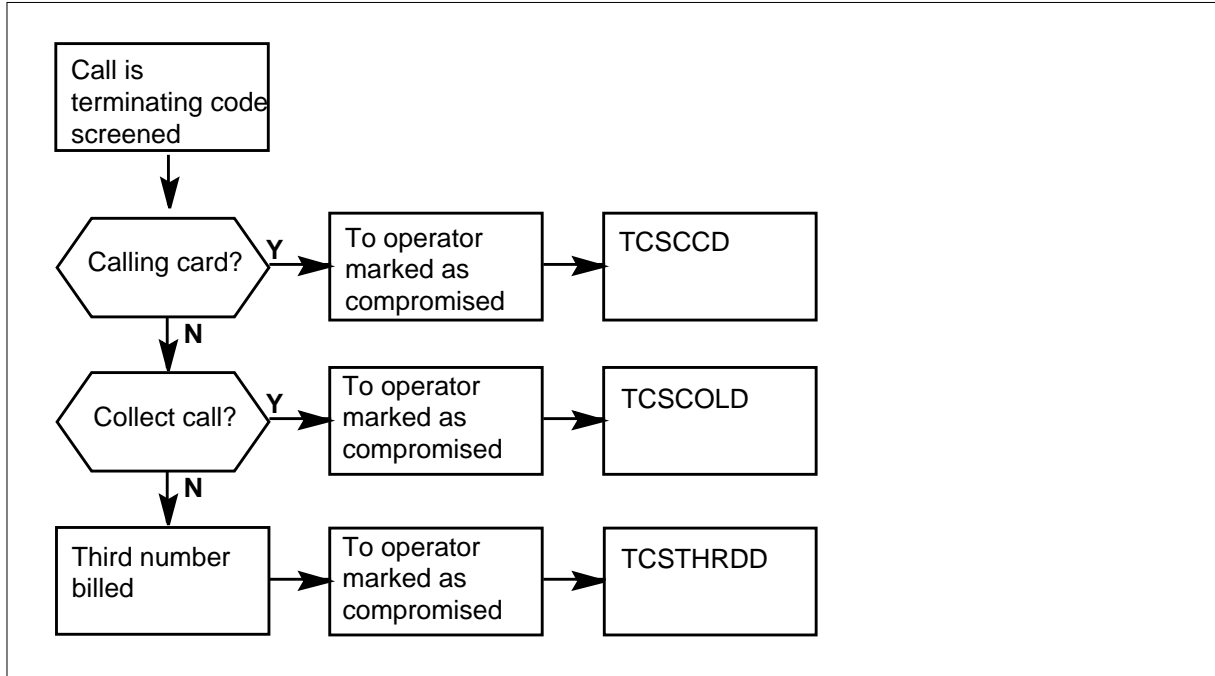 Call is
terminating code
screened
Calling card?
Y
To operator
marked as
compromised
TCSCCD
N
Collect call?
Y
To operator
marked as
compromised
TCSCOLD
N
Third number
billed
To operator
marked as
compromised
TCSTHRDD